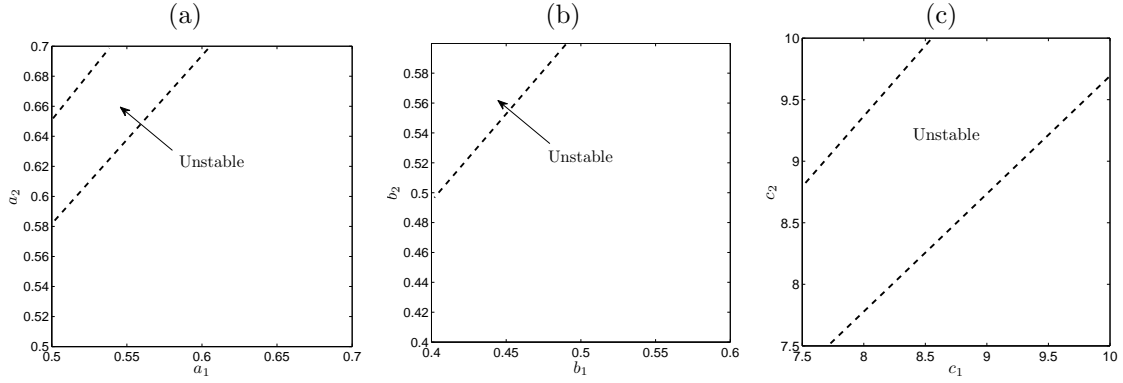 (a)
0.7
0.68
0.66
0.64
0.62
0.6
0.58
0.56
0.54
0.52
0.5
a₂
Unstable
0.5 0.55 0.6 0.65 0.7
a₁
(b)
0.58
0.56
0.54
0.52
0.5
0.48
0.46
0.44
0.42
0.4
b₂
Unstable
0.4 0.45 0.5 0.55 0.6
b₁
(c)
10
9.5
9
8.5
8
7.5
c₂
Unstable
7.5 8 8.5 9 9.5 10
c₁